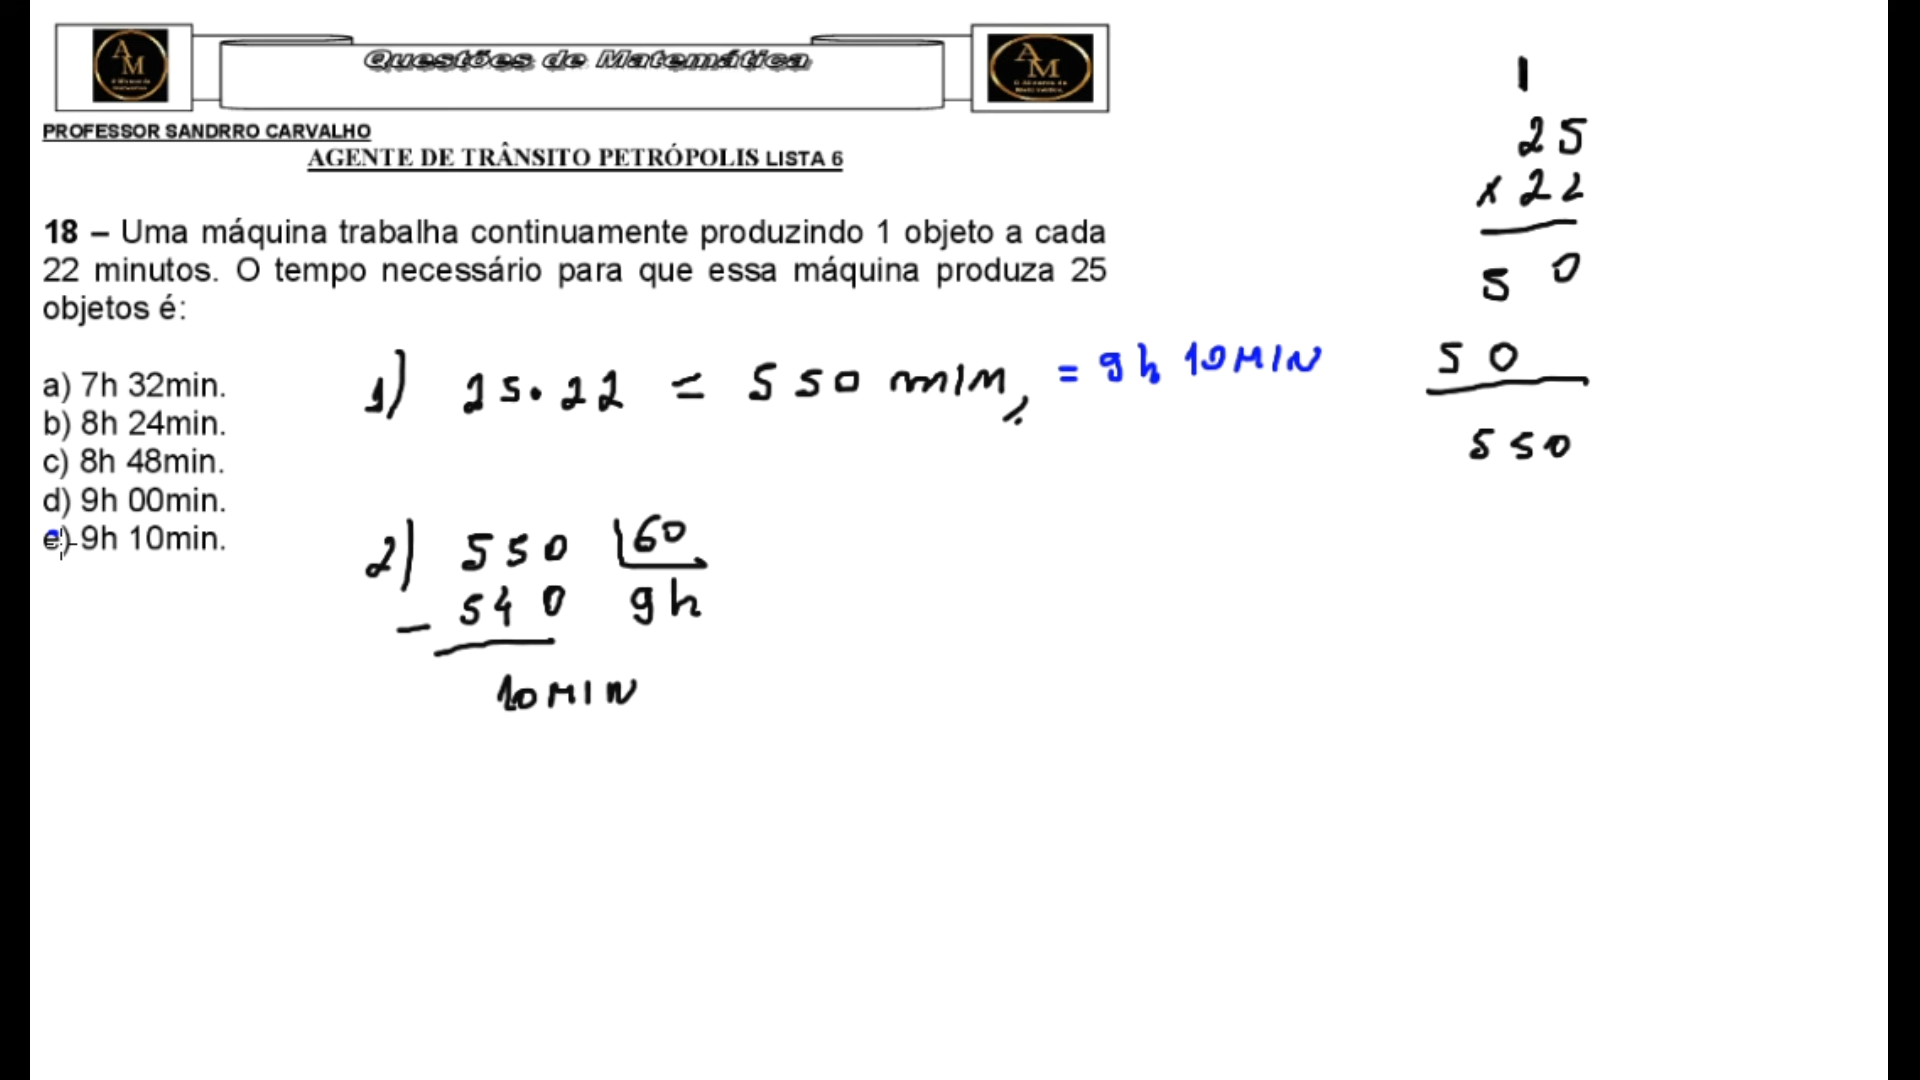 AM
Questões de Matemática
AM
PROFESSOR SANDRRO CARVALHO
AGENTE DE TRÂNSITO PETRÓPOLIS LISTA 6
18 – Uma máquina trabalha continuamente produzindo 1 objeto a cada
22 minutos. O tempo necessário para que essa máquina produza 25
objetos é:
a) 7h 32min.
b) 8h 24min.
c) 8h 48min.
d) 9h 00min.
e) 9h 10min.
1) 25.22 = 550 min, = 9h 10MIN
2) 550 60
- 540 9h
10MIN
1
25
x 22
50
50
550